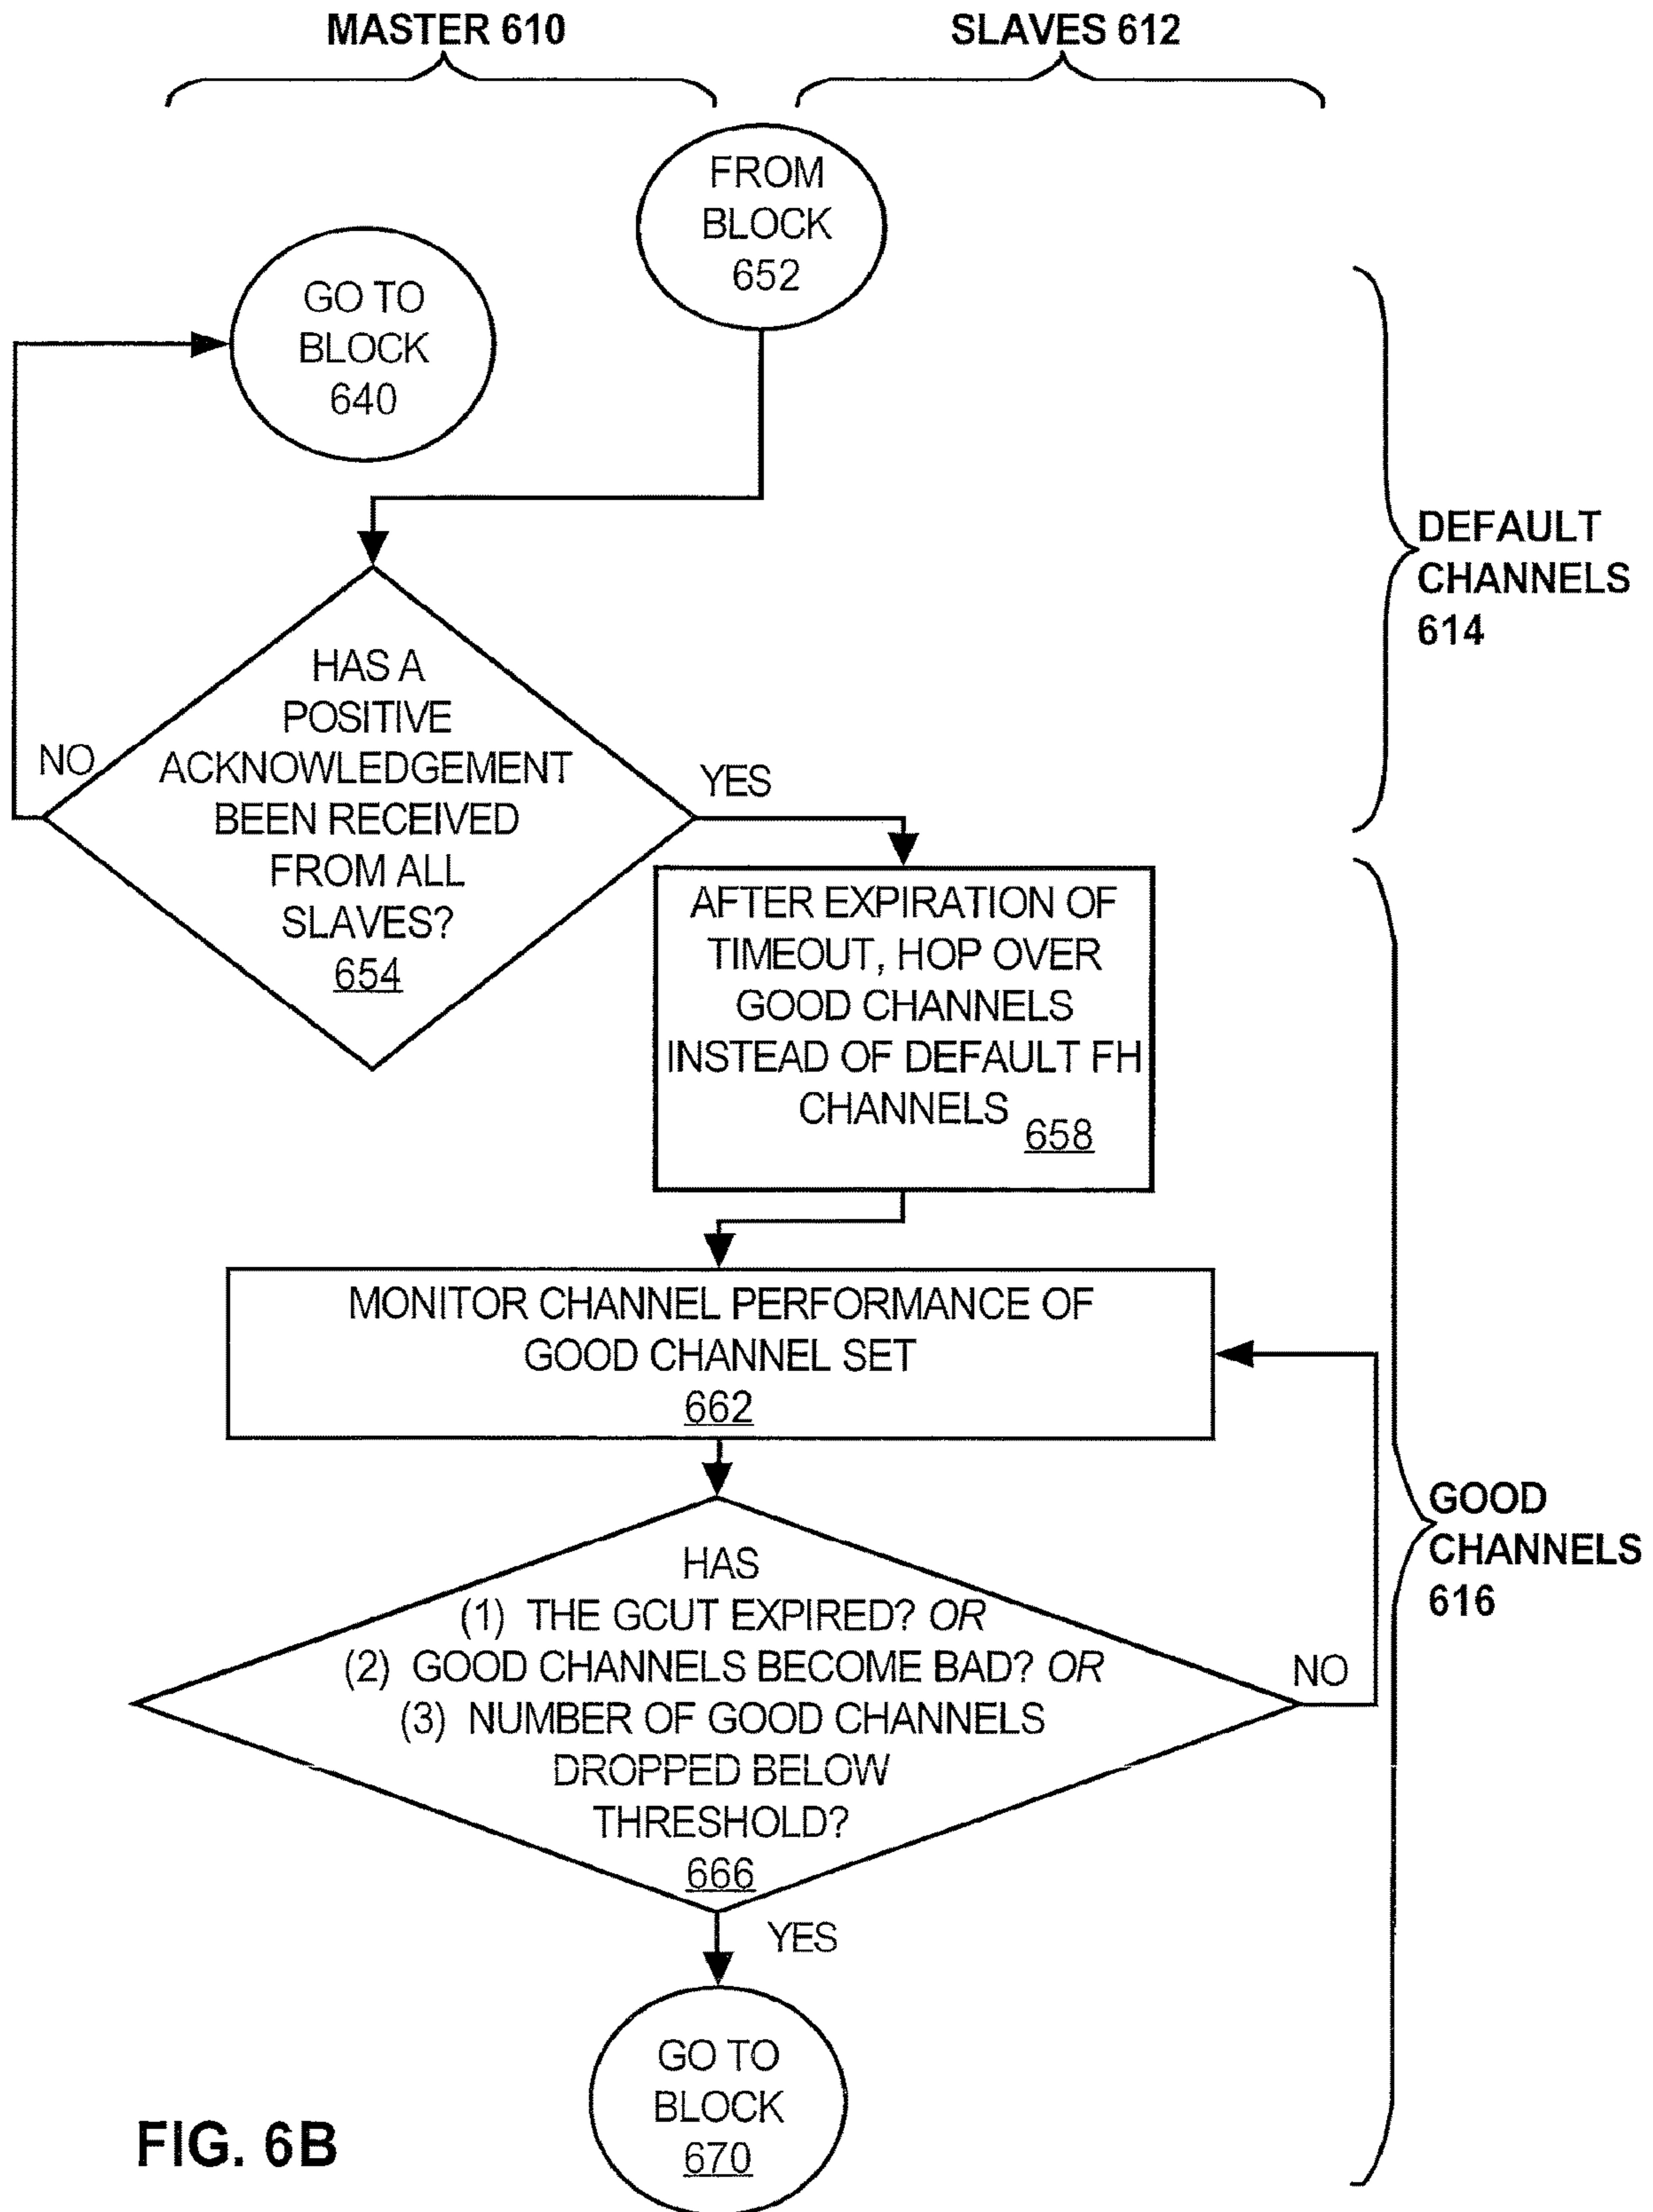 MASTER 610
SLAVES 612
FROM
BLOCK
652
GO TO
BLOCK
640
DEFAULT
CHANNELS
614
HAS A
POSITIVE
ACKNOWLEDGEMENT
BEEN RECEIVED
FROM ALL
SLAVES?
654
NO
YES
AFTER EXPIRATION OF
TIMEOUT, HOP OVER
GOOD CHANNELS
INSTEAD OF DEFAULT FH
CHANNELS
658
MONITOR CHANNEL PERFORMANCE OF
GOOD CHANNEL SET
662
GOOD
CHANNELS
616
HAS
(1) THE GCUT EXPIRED? OR
(2) GOOD CHANNELS BECOME BAD? OR
(3) NUMBER OF GOOD CHANNELS
DROPPED BELOW
THRESHOLD?
666
NO
YES
GO TO
BLOCK
670
FIG. 6B